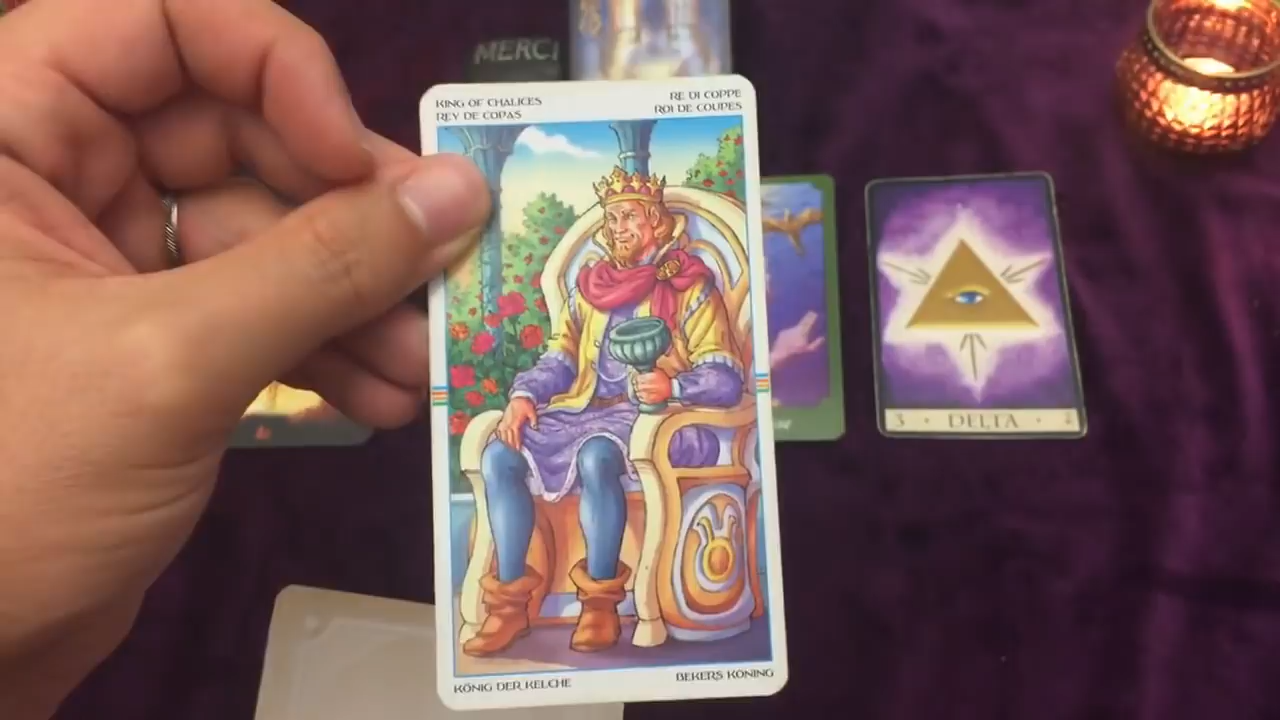 MERCI
KING OF CHALICES
REY DE COPAS
RE DI COPPE
ROI DE COUPES
3 • DELTA •
KÖNIG DER KELCHE
BEKERS KONING